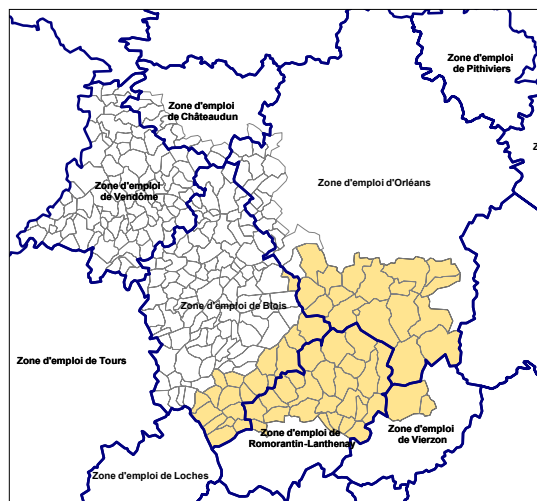 Zone d'emploi
de Pithiviers
Zone d'emploi
de Châteaudun
Z
Zone d'emploi
de Vendôme
Zone d'emploi d'Orléans
Zone d'emploi de Blois
Zone d'emploi de Tours
Zone d'emploi de
Romorantin-Lanthenay
Zone d'emploi
de Vierzon
Zone d'emploi de Loches